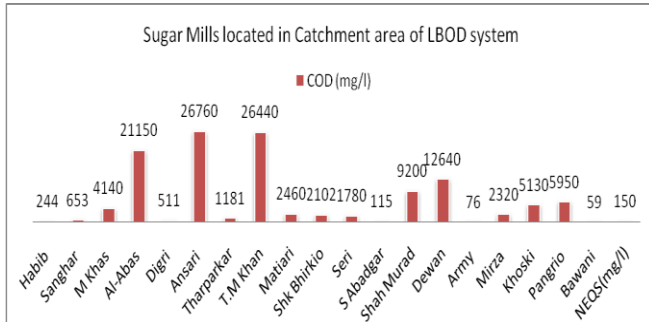 Sugar Mills located in Catchment area of LBOD system
COD (mg/l)
244 653 4140 21150 511 26760 1181 26440 2460 2102 1780 115 9200 12640 76 2320 5130 5950 59 150
Habib
Sanghar
M Khas
Al-Abas
Digri
Ansari
Tharparkar
T.M Khan
Matiari
Shk Bhirkio
Seri
S Abadgar
Shah Murad
Dewan
Army
Mirza
Khoski
Pangrio
Bawani
NEQS(mg/l)